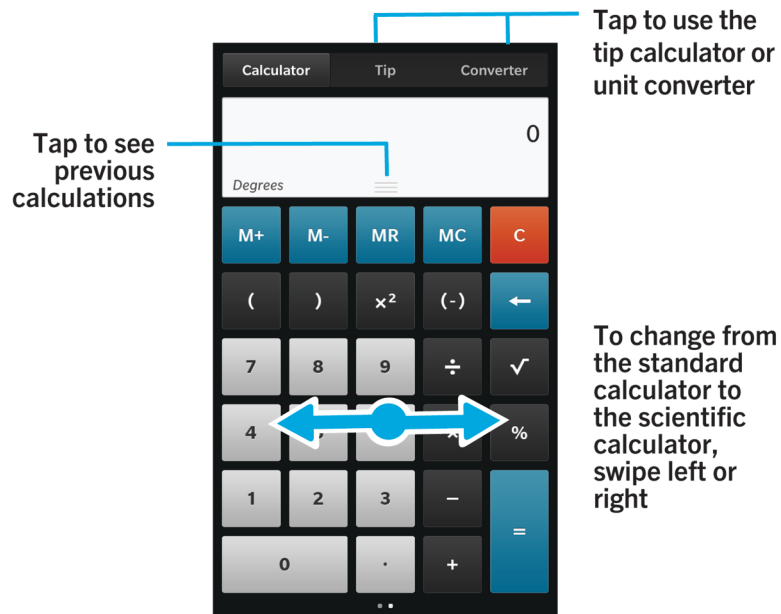 Tap to use the
tip calculator or
unit converter
Calculator Tip Converter
0
Tap to see
previous
calculations
Degrees
M+ M- MR MC C
( ) x² (-) ←
7 8 9 ÷ √
To change from
the standard
calculator to
the scientific
calculator,
swipe left or
right
4 %
1 2 3 − =
0 . +